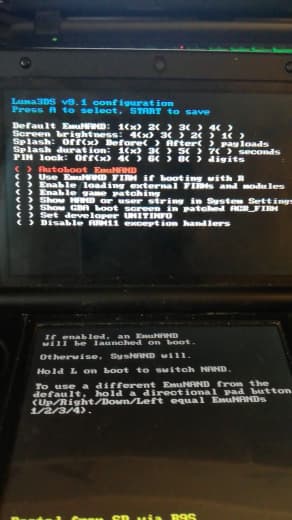 Luma3DS v9.1 configuration
Press A to select, START to save
Default EmuNAND: 1(x) 2( ) 3( ) 4( )
Screen brightness: 4(x) 3( ) 2( ) 1( )
Splash: Off(x) Before( ) After( ) payloads
Splash duration: 1(x) 3( ) 5( ) 7( ) seconds
PIN lock: Off(x) 4( ) 6( ) 8( ) digits
( ) Autoboot EmuNAND
( ) Use EmuNAND FIRM if booting with R
( ) Enable loading external FIRMs and modules
( ) Enable game patching
( ) Show NAND or user string in System Settings
( ) Show GBA boot screen in patched AGB_FIRM
( ) Set developer UNITINFO
( ) Disable ARM11 exception handlers
If enabled, an EmuNAND
will be launched on boot.
Otherwise, SysNAND will.
Hold L on boot to switch NAND.
To use a different EmuNAND from the
default, hold a directional pad button
(Up/Right/Down/Left equal EmuNANDs
1/2/3/4).
Booted from SD via B9S